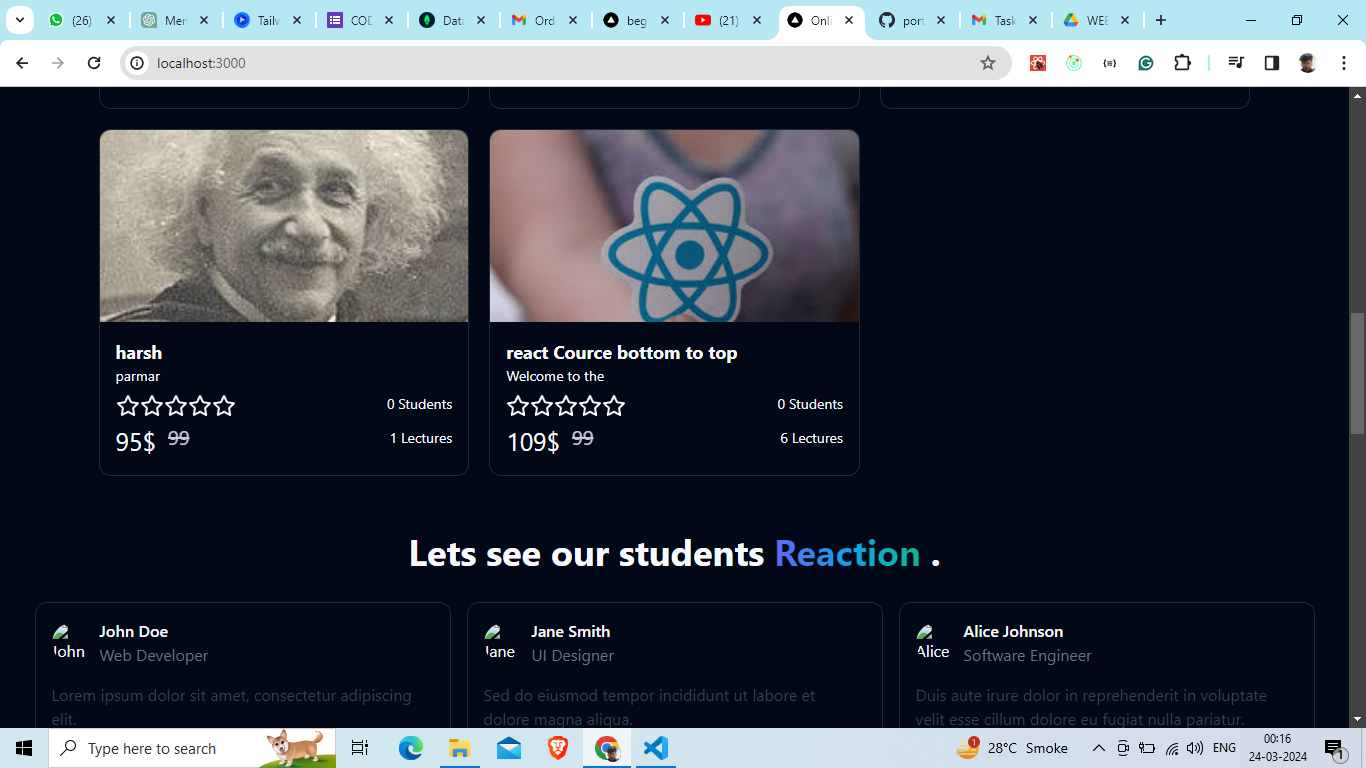 (26)
Mer
Tailw
COD
Data
Orde
beg
(21)
Onli
port
Task
WEB
localhost:3000
harsh
parmar
0 Students
95$ 99
1 Lectures
react Cource bottom to top
Welcome to the
0 Students
109$ 99
6 Lectures
Lets see our students Reaction .
John
John Doe
Web Developer
Lorem ipsum dolor sit amet, consectetur adipiscing
elit.
Jane
Jane Smith
UI Designer
Sed do eiusmod tempor incididunt ut labore et
dolore magna aliqua.
Alice
Alice Johnson
Software Engineer
Duis aute irure dolor in reprehenderit in voluptate
velit esse cillum dolore eu fugiat nulla pariatur.
Type here to search
1
28°C Smoke
ENG
00:16
24-03-2024
1